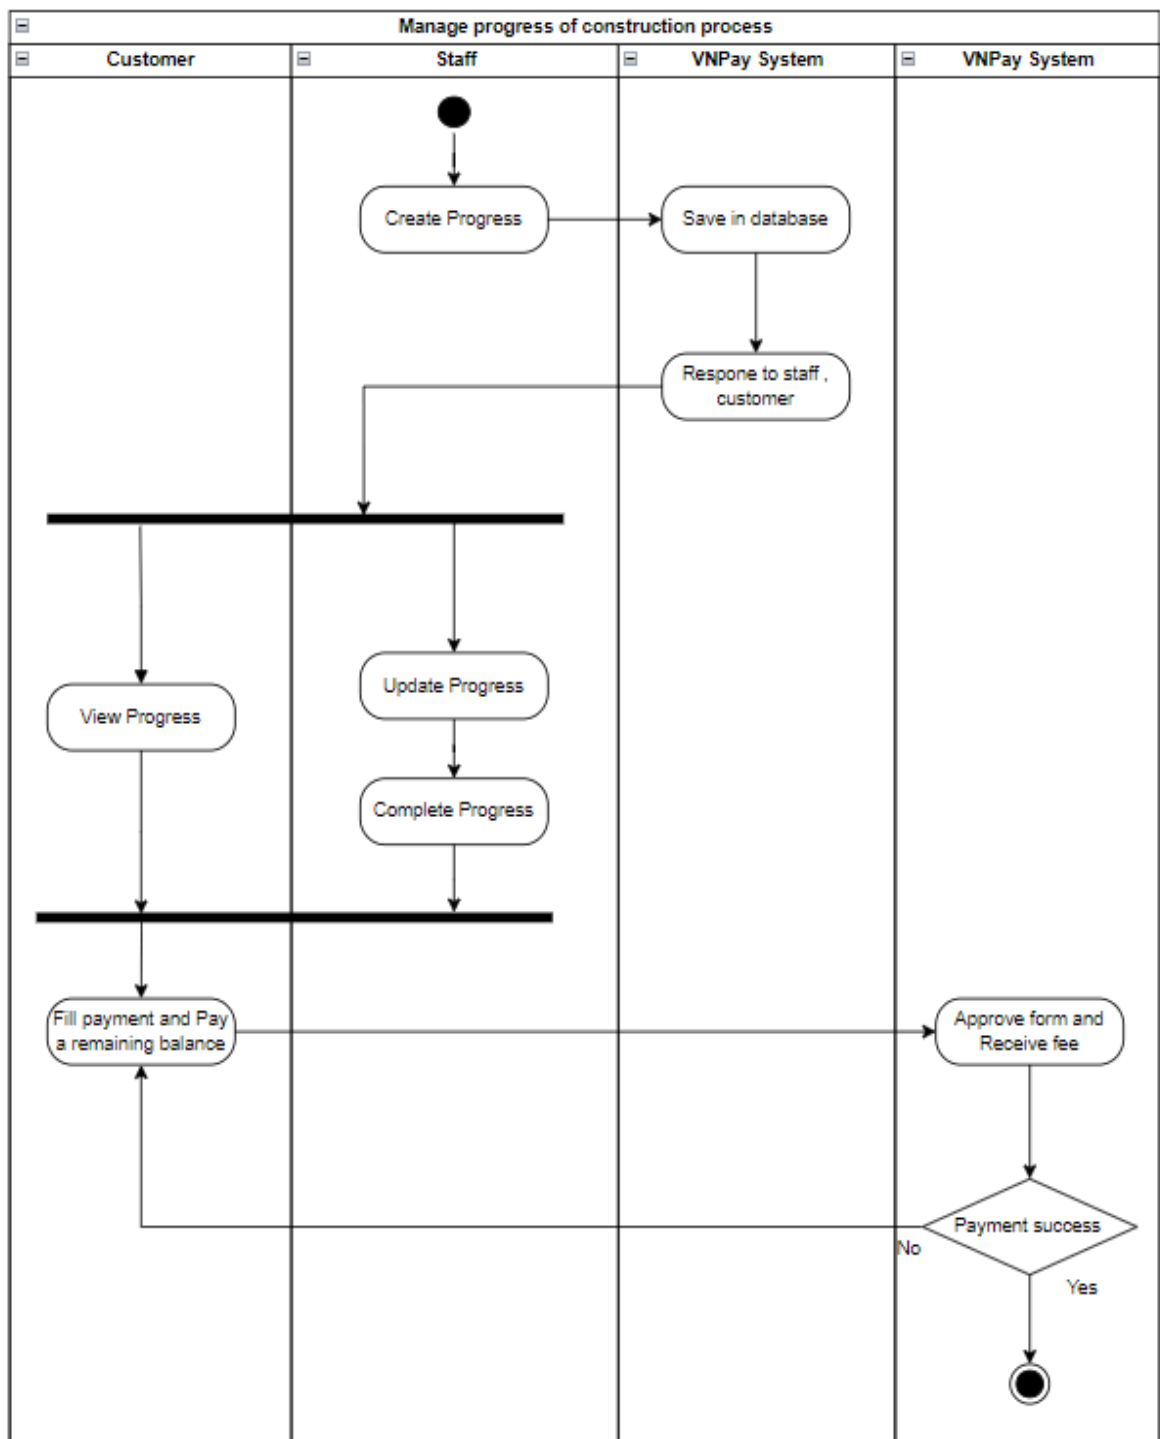 Manage progress of construction process
Customer
Staff
VNPay System
VNPay System
Create Progress
Save in database
Respone to staff ,
customer
Update Progress
View Progress
Complete Progress
Fill payment and Pay
a remaining balance
Approve form and
Receive fee
Payment success
No
Yes